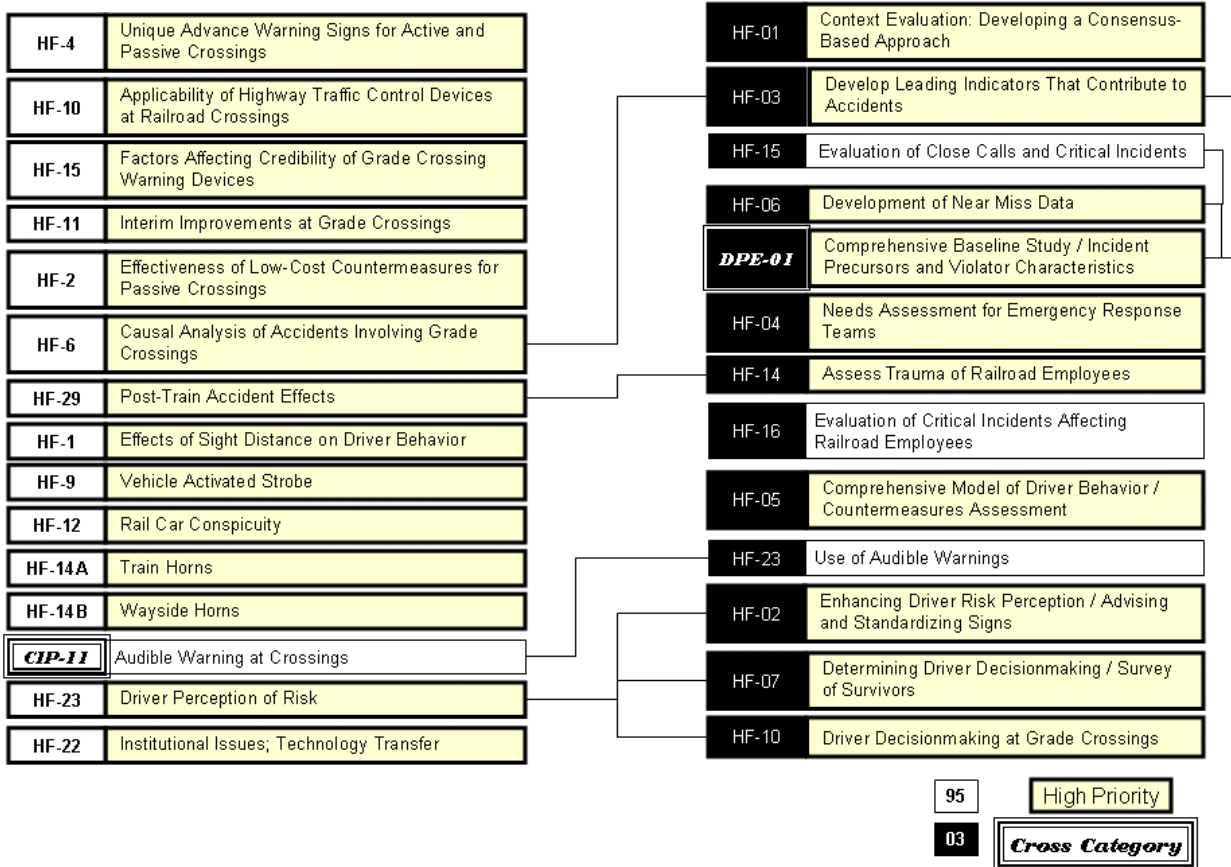 HF-4
Unique Advance Warning Signs for Active and
Passive Crossings
HF-10
Applicability of Highway Traffic Control Devices
at Railroad Crossings
HF-15
Factors Affecting Credibility of Grade Crossing
Warning Devices
HF-11
Interim Improvements at Grade Crossings
HF-2
Effectiveness of Low-Cost Countermeasures for
Passive Crossings
HF-6
Causal Analysis of Accidents Involving Grade
Crossings
HF-29
Post-Train Accident Effects
HF-1
Effects of Sight Distance on Driver Behavior
HF-9
Vehicle Activated Strobe
HF-12
Rail Car Conspicuity
HF-14A
Train Horns
HF-14B
Wayside Horns
CIP-11
Audible Warning at Crossings
HF-23
Driver Perception of Risk
HF-22
Institutional Issues; Technology Transfer
HF-01
Context Evaluation: Developing a Consensus-
Based Approach
HF-03
Develop Leading Indicators That Contribute to
Accidents
HF-15
Evaluation of Close Calls and Critical Incidents
HF-06
Development of Near Miss Data
DPE-01
Comprehensive Baseline Study / Incident
Precursors and Violator Characteristics
HF-04
Needs Assessment for Emergency Response
Teams
HF-14
Assess Trauma of Railroad Employees
HF-16
Evaluation of Critical Incidents Affecting
Railroad Employees
HF-05
Comprehensive Model of Driver Behavior /
Countermeasures Assessment
HF-23
Use of Audible Warnings
HF-02
Enhancing Driver Risk Perception / Advising
and Standardizing Signs
HF-07
Determining Driver Decisionmaking / Survey
of Survivors
HF-10
Driver Decisionmaking at Grade Crossings
95
High Priority
03
Cross Category